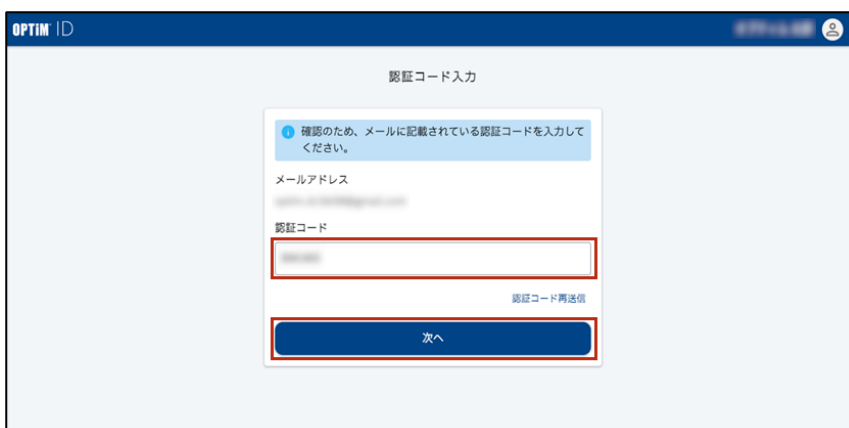 OPTiM ID
認証コード入力
確認のため、メールに記載されている認証コードを入力して
ください。
メールアドレス
認証コード
認証コード再送信
次へ